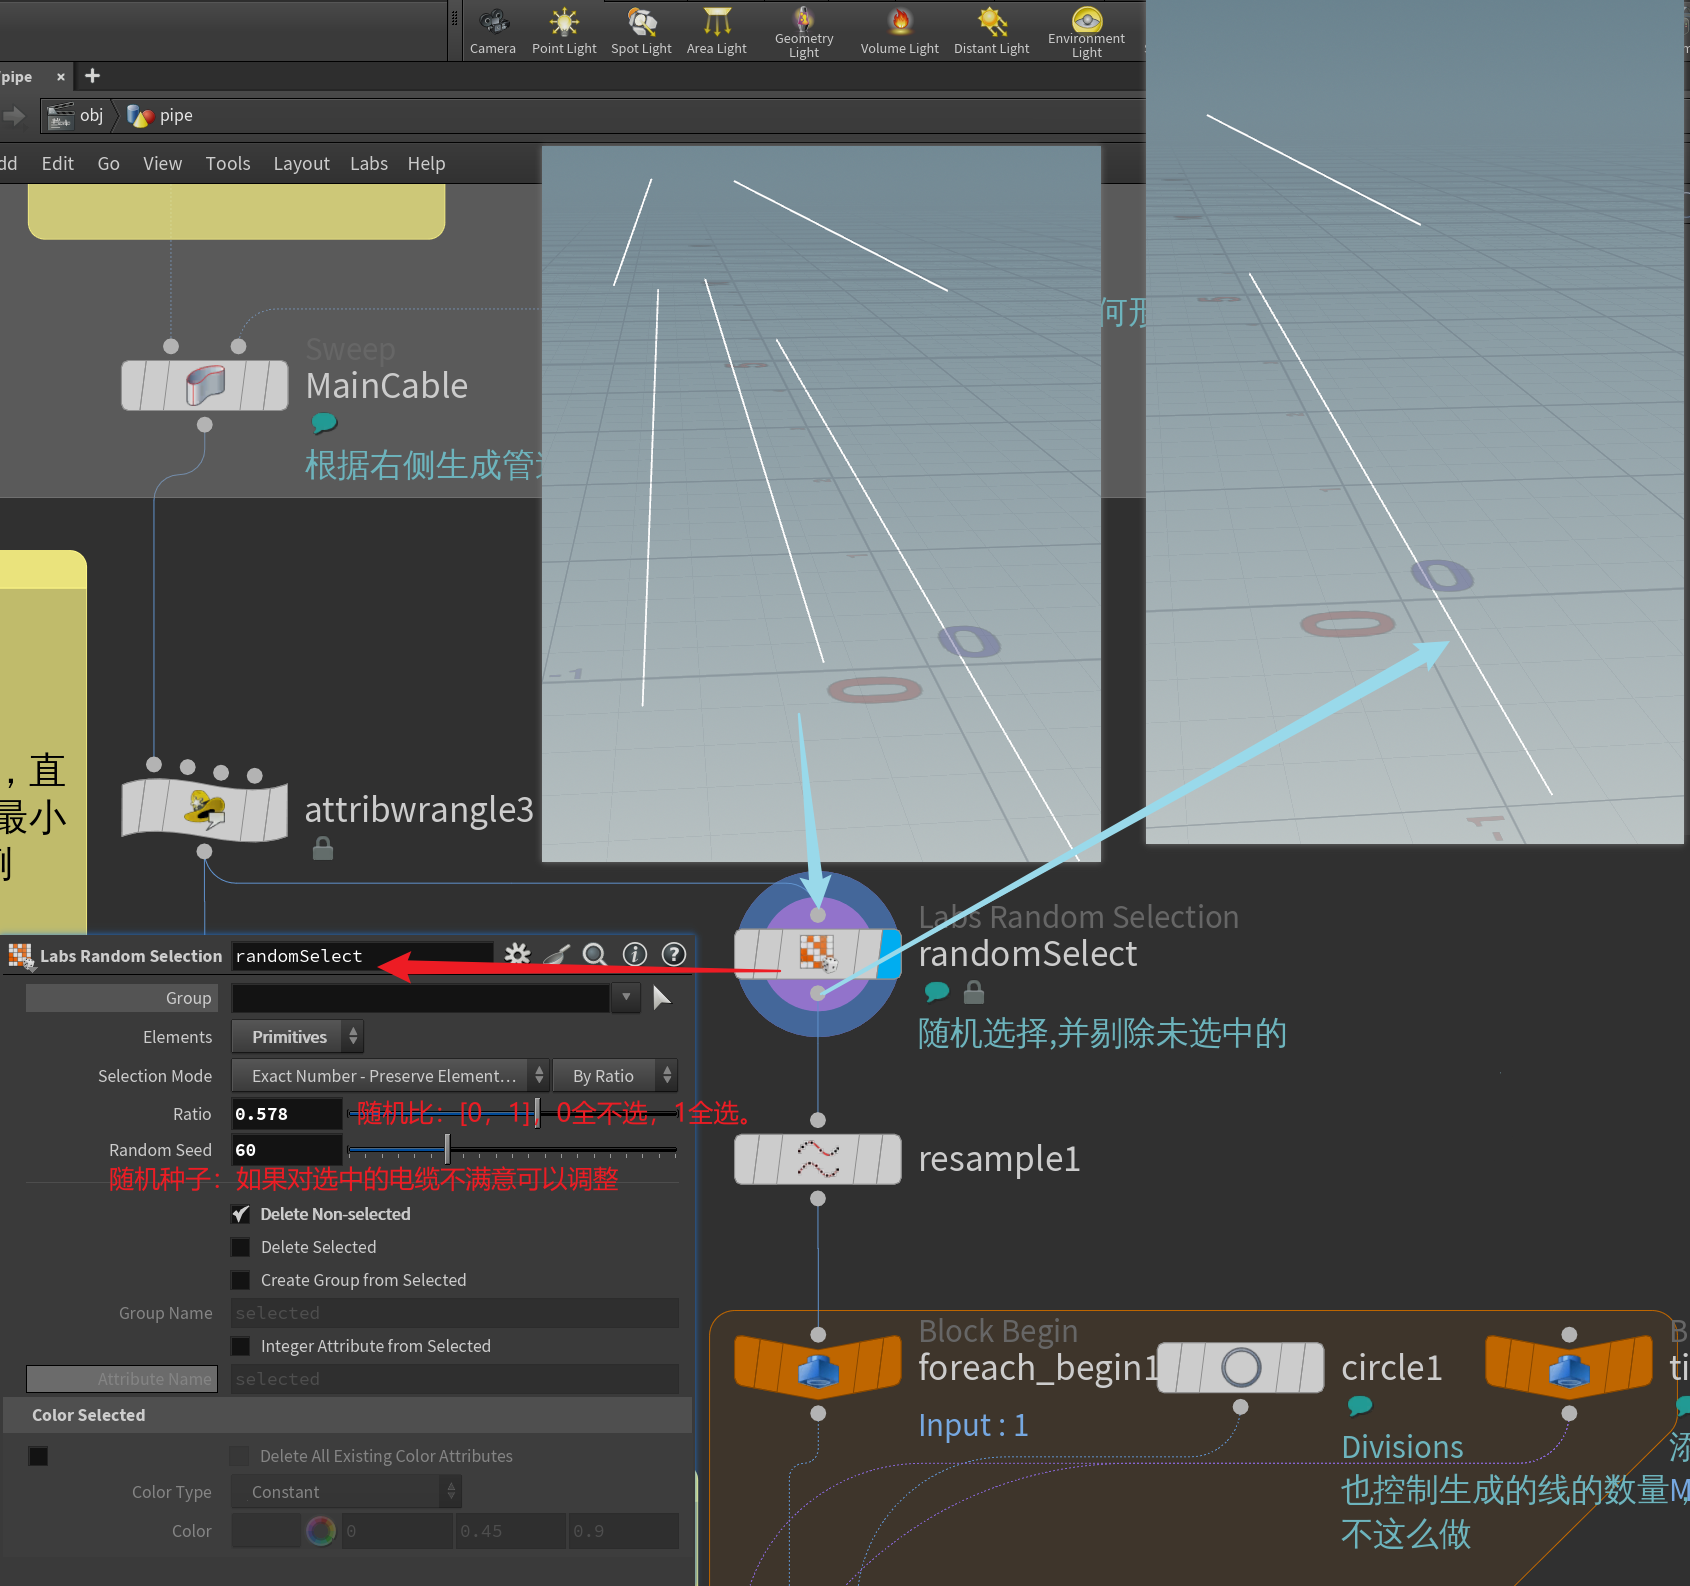 Camera
Point Light
Spot Light
Area Light
Geometry Light
Volume Light
Distant Light
Environment Light
pipe × +
obj
pipe
dd Edit Go View Tools Layout Labs Help
何形
Sweep
MainCable
根据右侧生成管
，直
最小
attribwrangle3
Labs Random Selection
randomSelect
随机选择,并剔除未选中的
Labs Random Selection randomSelect
Group
Elements Primitives
Selection Mode Exact Number - Preserve Element... By Ratio
Ratio 0.578 随机比：[0，1]，0全不选，1全选。
Random Seed 60
随机种子：如果对选中的电缆不满意可以调整
Delete Non-selected
Delete Selected
Create Group from Selected
Group Name selected
Integer Attribute from Selected
Attribute Name selected
Color Selected
Delete All Existing Color Attributes
Color Type Constant
Color 0 0.45 0.9
resample1
Block Begin
foreach_begin1
Input : 1
circle1
Divisions
也控制生成的线的数量
不这么做
B
ti
添
M
0
0
-1